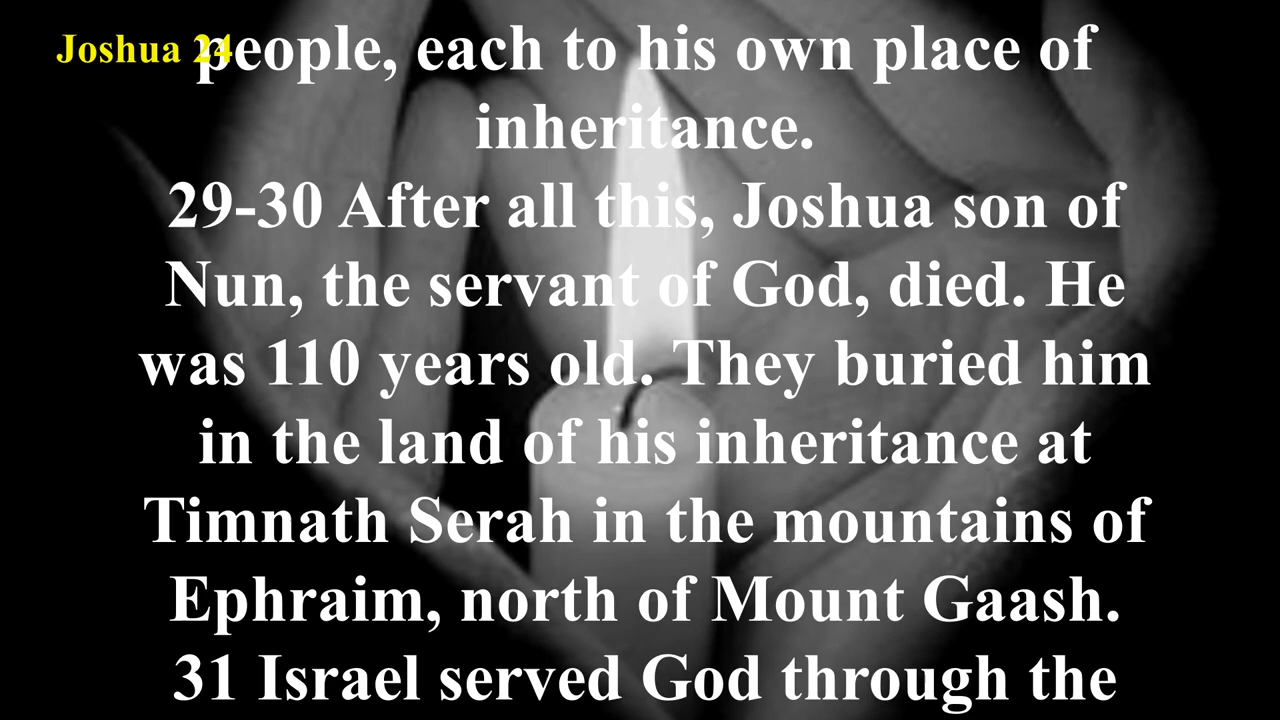 Joshua 24
people, each to his own place of
inheritance.
29-30 After all this, Joshua son of
Nun, the servant of God, died. He
was 110 years old. They buried him
in the land of his inheritance at
Timnath Serah in the mountains of
Ephraim, north of Mount Gaash.
31 Israel served God through the